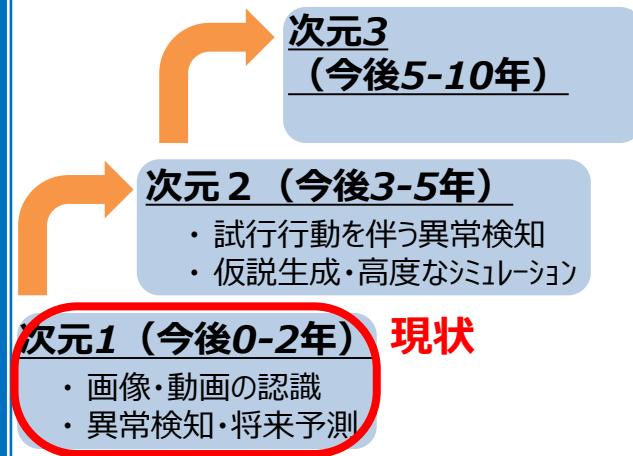 次元3
（今後5-10年）
次元２（今後3-5年）
・ 試行行動を伴う異常検知
・ 仮説生成・高度なｼﾐｭﾚｰｼｮﾝ
次元1（今後0-2年） 現状
・ 画像・動画の認識
・ 異常検知・将来予測